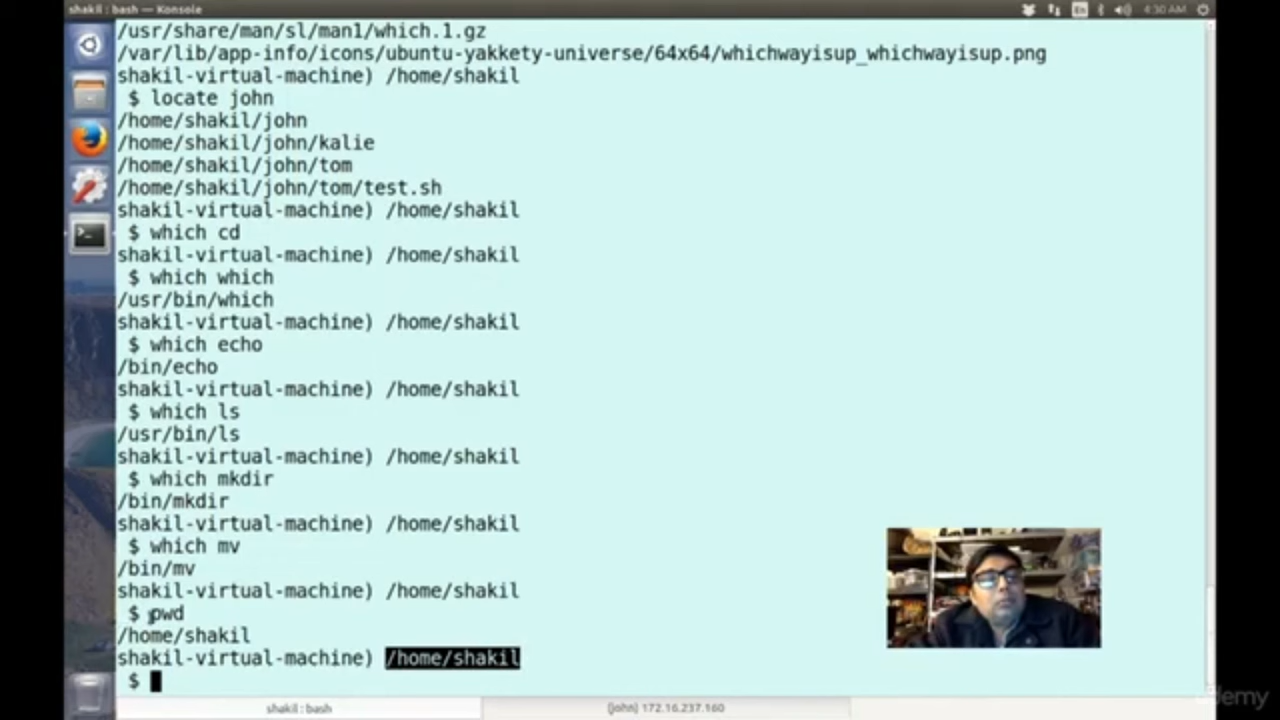 shakil : bash — Konsole
En
4:30 AM
/usr/share/man/sl/man1/which.1.gz
/var/lib/app-info/icons/ubuntu-yakkety-universe/64x64/whichwayisup_whichwayisup.png
shakil-virtual-machine) /home/shakil
$ locate john
/home/shakil/john
/home/shakil/john/kalie
/home/shakil/john/tom
/home/shakil/john/tom/test.sh
shakil-virtual-machine) /home/shakil
$ which cd
shakil-virtual-machine) /home/shakil
$ which which
/usr/bin/which
shakil-virtual-machine) /home/shakil
$ which echo
/bin/echo
shakil-virtual-machine) /home/shakil
$ which ls
/usr/bin/ls
shakil-virtual-machine) /home/shakil
$ which mkdir
/bin/mkdir
shakil-virtual-machine) /home/shakil
$ which mv
/bin/mv
shakil-virtual-machine) /home/shakil
$ pwd
/home/shakil
shakil-virtual-machine) /home/shakil
$
shakil : bash
[john] 172.16.237.160
udemy